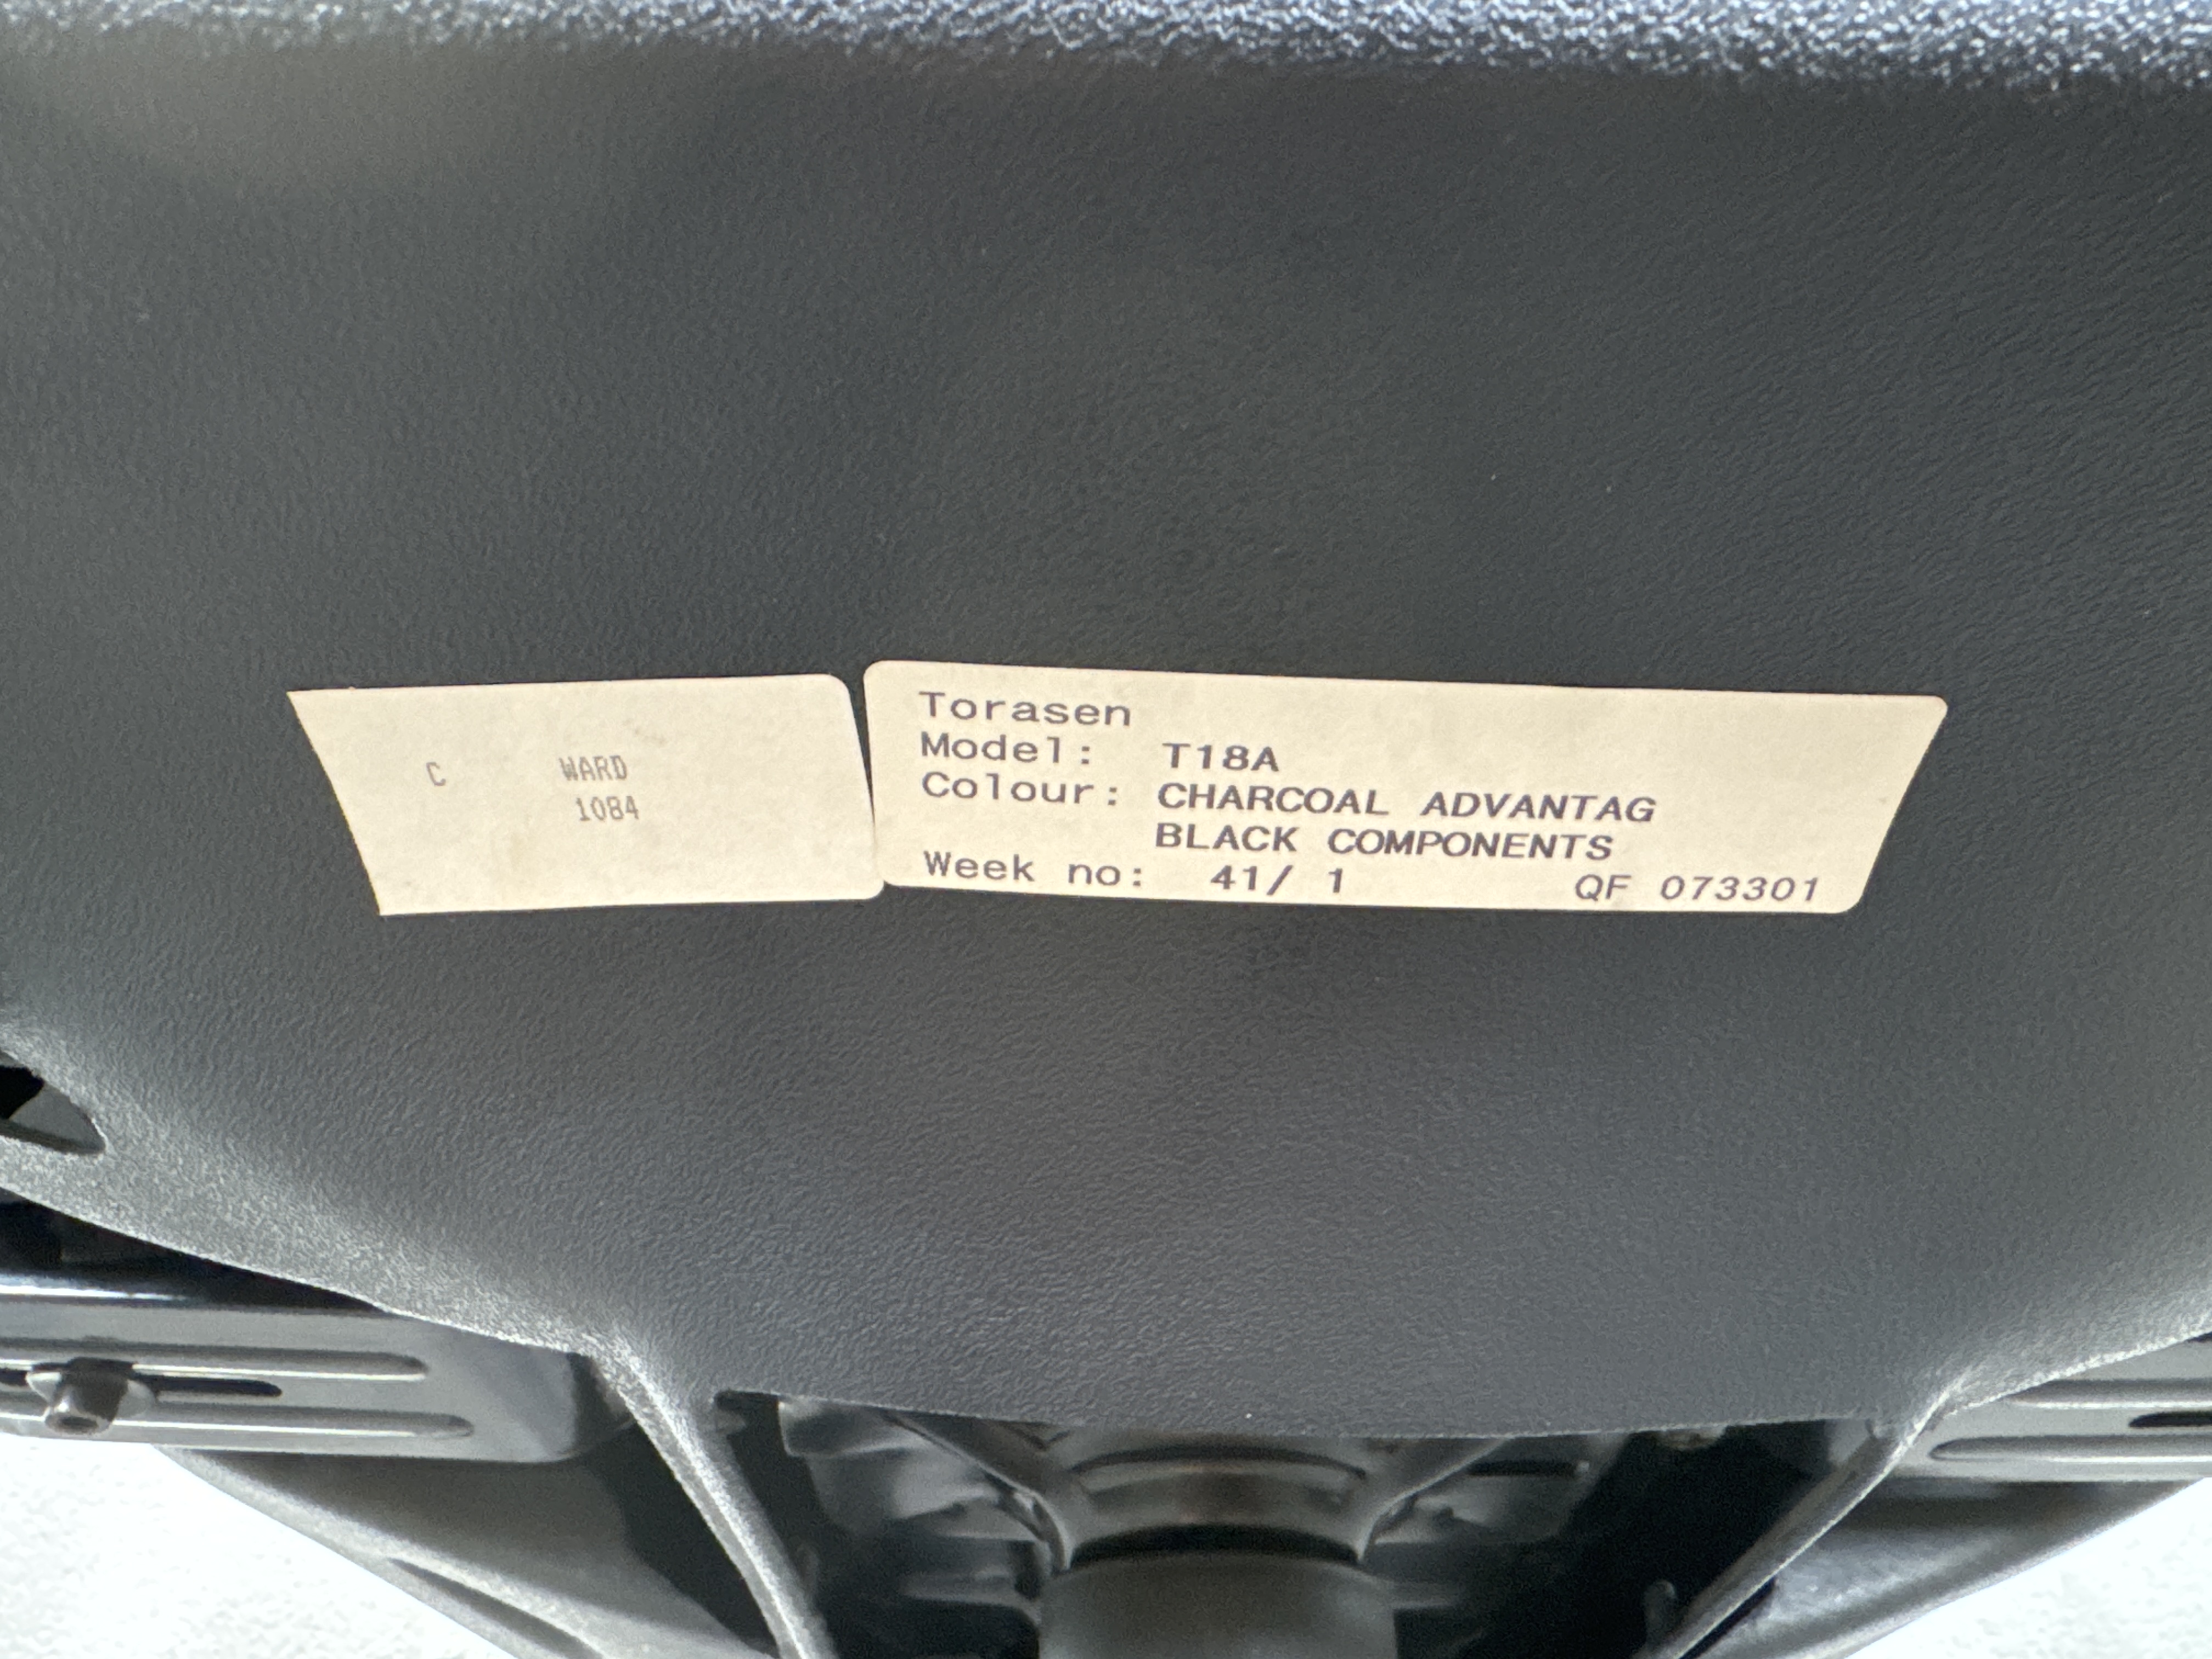 C WARD
1084
Torasen
Model: T18A
Colour: CHARCOAL ADVANTAG
BLACK COMPONENTS
Week no: 41/ 1 QF 073301